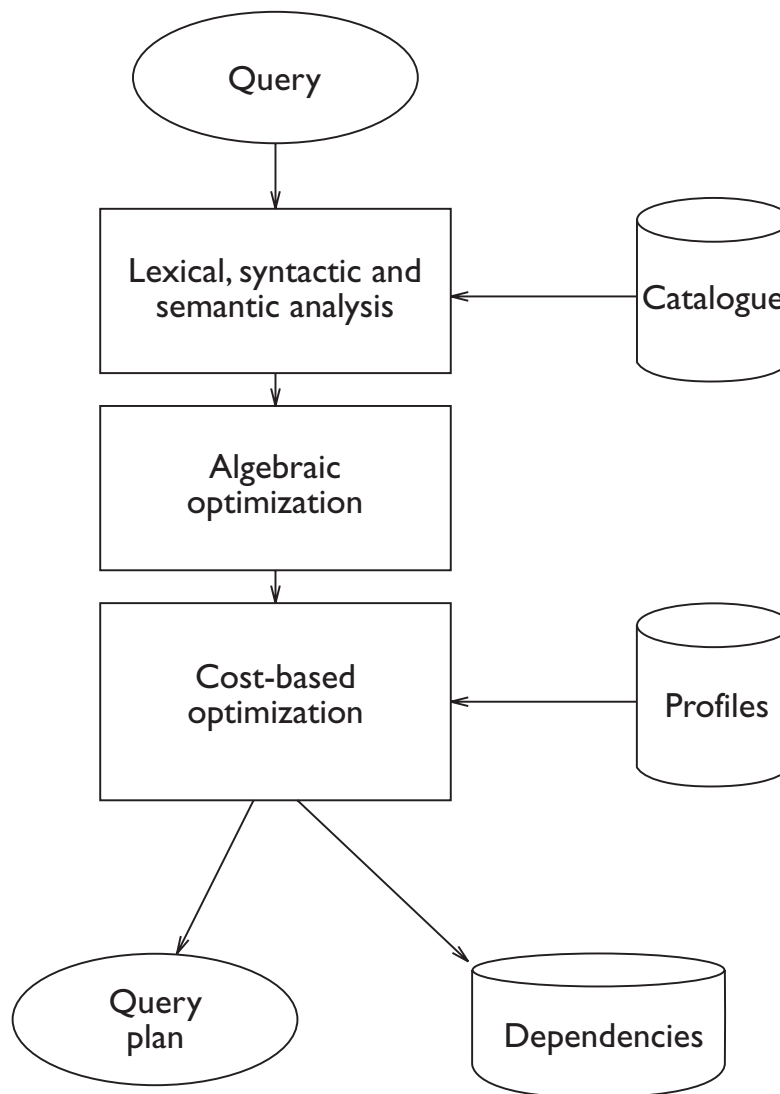 Query
Lexical, syntactic and
semantic analysis
Catalogue
Algebraic
optimization
Cost-based
optimization
Profiles
Query
plan
Dependencies